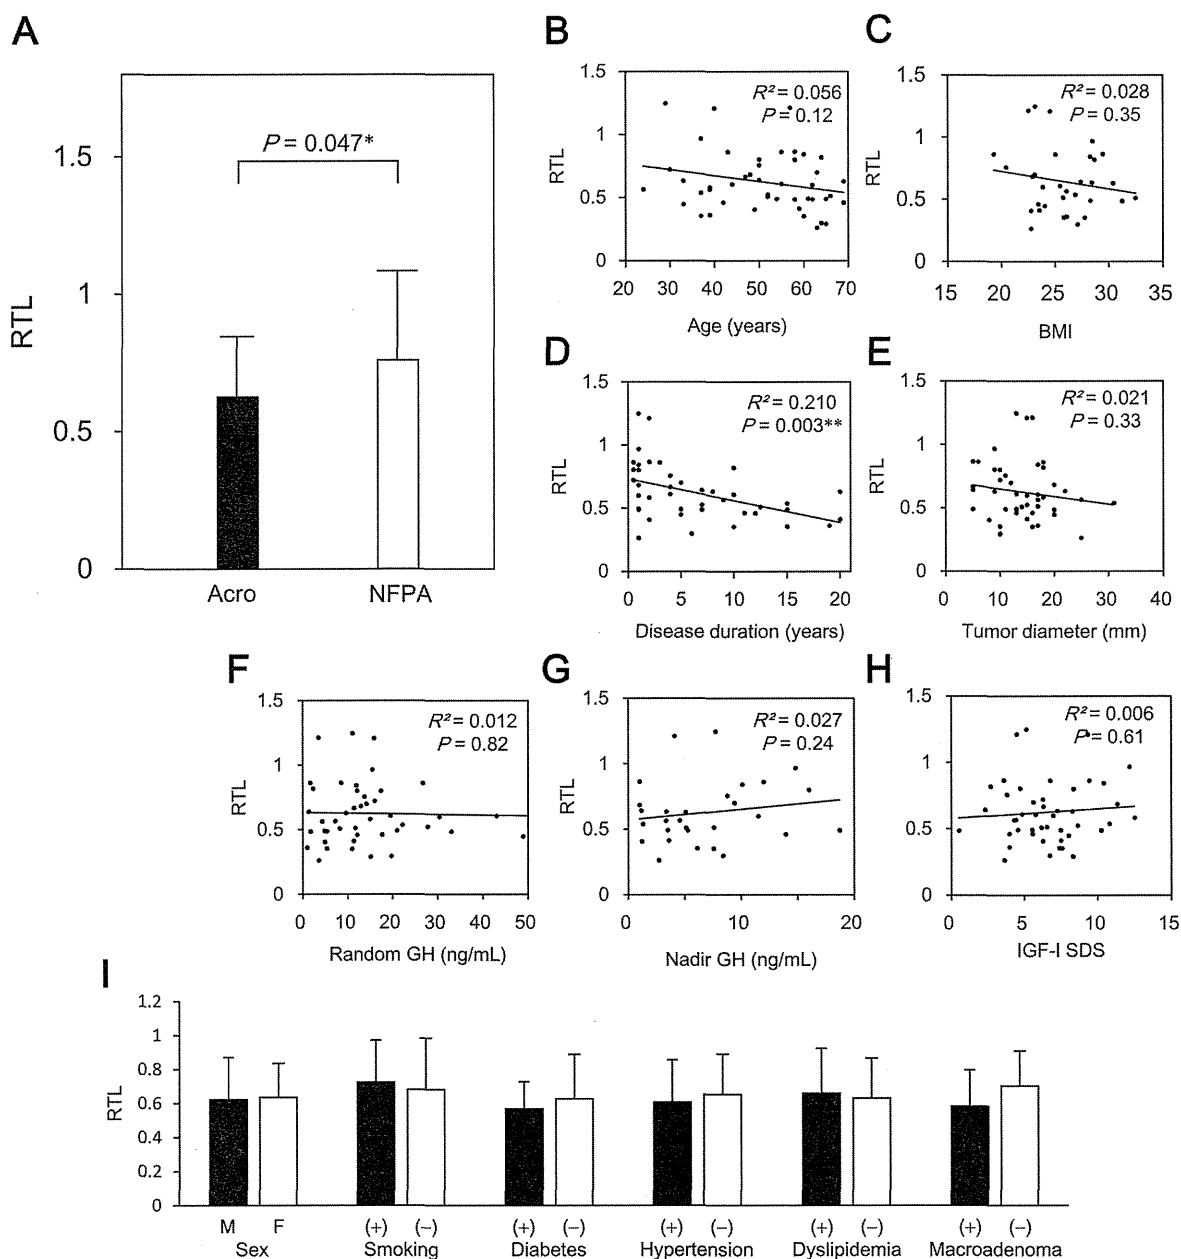 A
RTL
1.5
1
0.5
0
P = 0.047*
Acro
NFPA
B
RTL
1.5
1
0.5
0
R² = 0.056
P = 0.12
20 30 40 50 60 70
Age (years)
C
RTL
1.5
1
0.5
0
R² = 0.028
P = 0.35
15 20 25 30 35
BMI
D
RTL
1.5
1
0.5
0
R² = 0.210
P = 0.003**
0 5 10 15 20
Disease duration (years)
E
RTL
1.5
1
0.5
0
R² = 0.021
P = 0.33
0 10 20 30 40
Tumor diameter (mm)
F
RTL
1.5
1
0.5
0
R² = 0.012
P = 0.82
0 10 20 30 40 50
Random GH (ng/mL)
G
RTL
1.5
1
0.5
0
R² = 0.027
P = 0.24
0 10 20
Nadir GH (ng/mL)
H
RTL
1.5
1
0.5
0
R² = 0.006
P = 0.61
0 5 10 15
IGF-I SDS
I
RTL
1.2
1
0.8
0.6
0.4
0.2
0
M F (+) (−) (+) (−) (+) (−) (+) (−) (+) (−)
Sex Smoking Diabetes Hypertension Dyslipidemia Macroadenoma